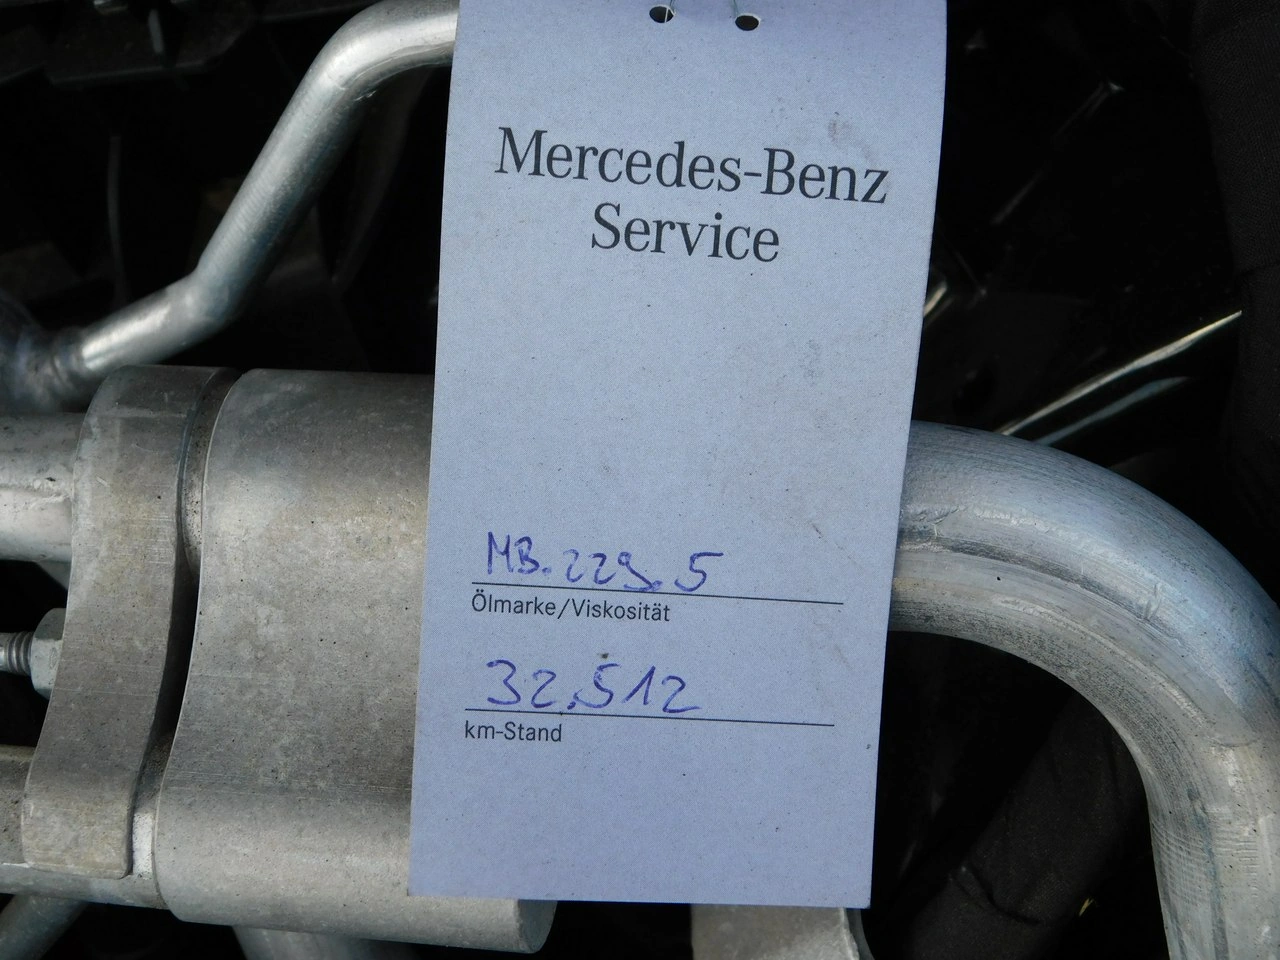 Mercedes-Benz
Service
MB. 229.5
Ölmarke/Viskosität
32.512
km-Stand